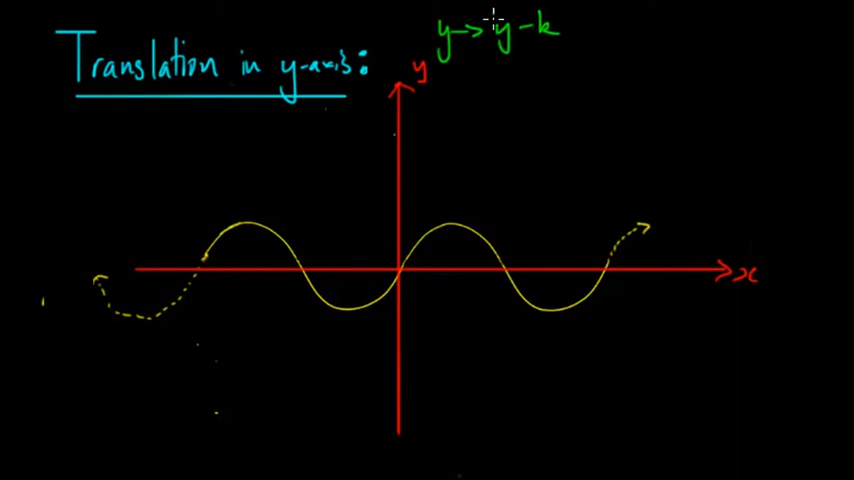 y→y-k
Translation in y-axis:
y
x